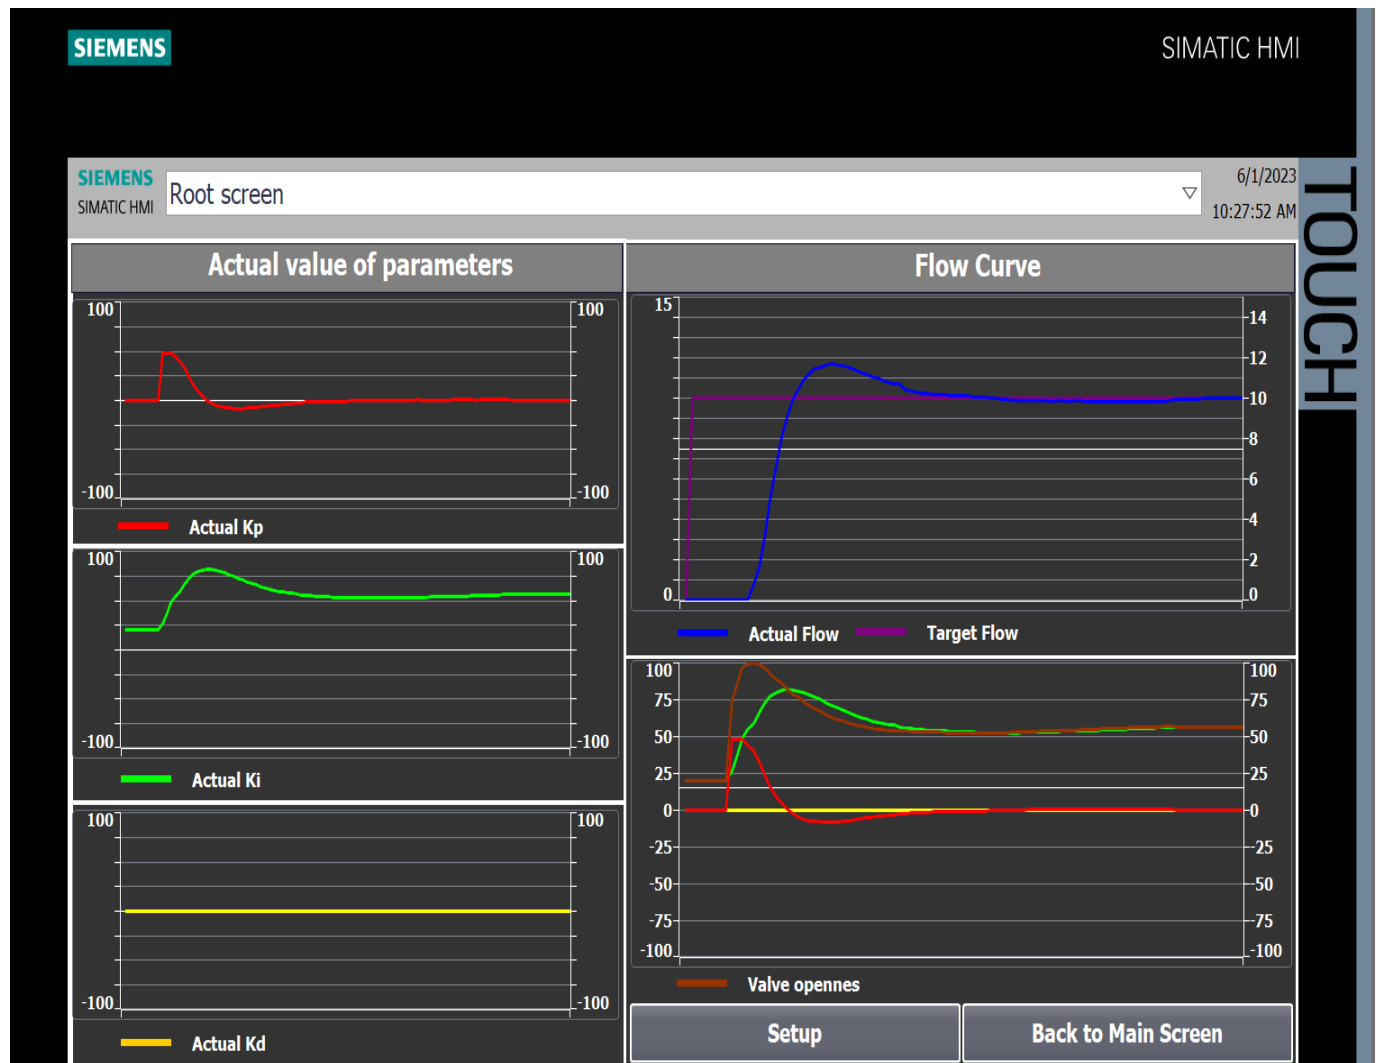 SIEMENS
SIMATIC HMI
TOUCH
SIEMENS
SIMATIC HMI
Root screen
6/1/2023
10:27:52 AM
Actual value of parameters
100 100
-100 -100
Actual Kp
100 100
-100 -100
Actual Ki
100 100
-100 -100
Actual Kd
Flow Curve
15
14
12
10
8
6
4
2
0 0
Actual Flow Target Flow
100 100
75 75
50 50
25 25
0 0
-25 -25
-50 -50
-75 -75
-100 -100
Valve opennes
Setup Back to Main Screen